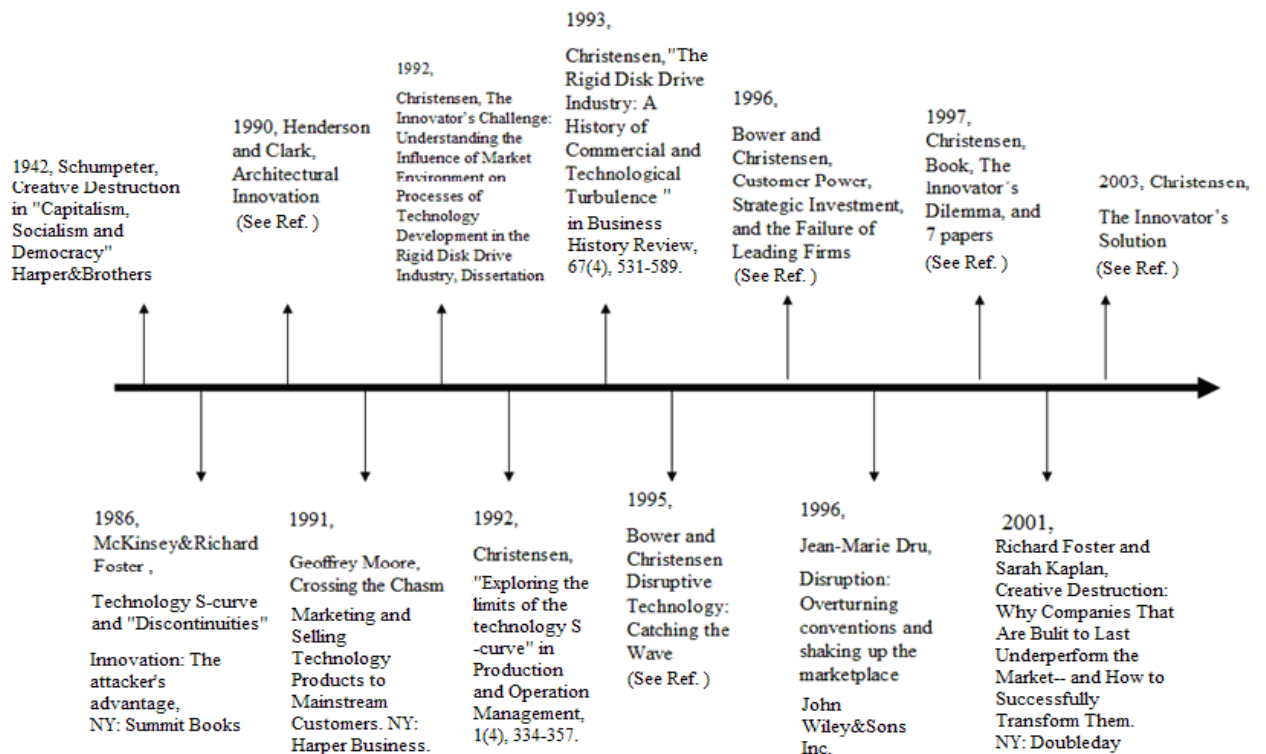 1942, Schumpeter,
Creative Destruction
in "Capitalism,
Socialism and
Democracy"
Harper&Brothers
1986,
McKinsey&Richard
Foster ,
Technology S-curve
and "Discontinuities"
Innovation: The
attacker's
advantage,
NY: Summit Books
1990, Henderson
and Clark,
Architectural
Innovation
(See Ref. )
1991,
Geoffrey Moore,
Crossing the Chasm
Marketing and
Selling
Technology
Products to
Mainstream
Customers. NY:
Harper Business.
1992,
Christensen, The
Innovator's Challenge:
Understanding the
Influence of Market
Environment on
Processes of
Technology
Development in the
Rigid Disk Drive
Industry, Dissertation
1992,
Christensen,
"Exploring the
limits of the
technology S
-curve" in
Production
and Operation
Management,
1(4), 334-357.
1993,
Christensen, "The
Rigid Disk Drive
Industry: A
History of
Commercial and
Technological
Turbulence "
in Business
History Review,
67(4), 531-589.
1995,
Bower and
Christensen
Disruptive
Technology:
Catching the
Wave
(See Ref. )
1996,
Bower and
Christensen,
Customer Power,
Strategic Investment,
and the Failure of
Leading Firms
(See Ref. )
1996,
Jean-Marie Dru,
Disruption:
Overturning
conventions and
shaking up the
marketplace
John
Wiley&Sons
Inc.
1997,
Christensen,
Book, The
Innovator´s
Dilemma, and
7 papers
(See Ref. )
2001,
Richard Foster and
Sarah Kaplan,
Creative Destruction:
Why Companies That
Are Bulit to Last
Underperform the
Market-- and How to
Successfully
Transform Them.
NY: Doubleday
2003, Christensen,
The Innovator's
Solution
(See Ref. )